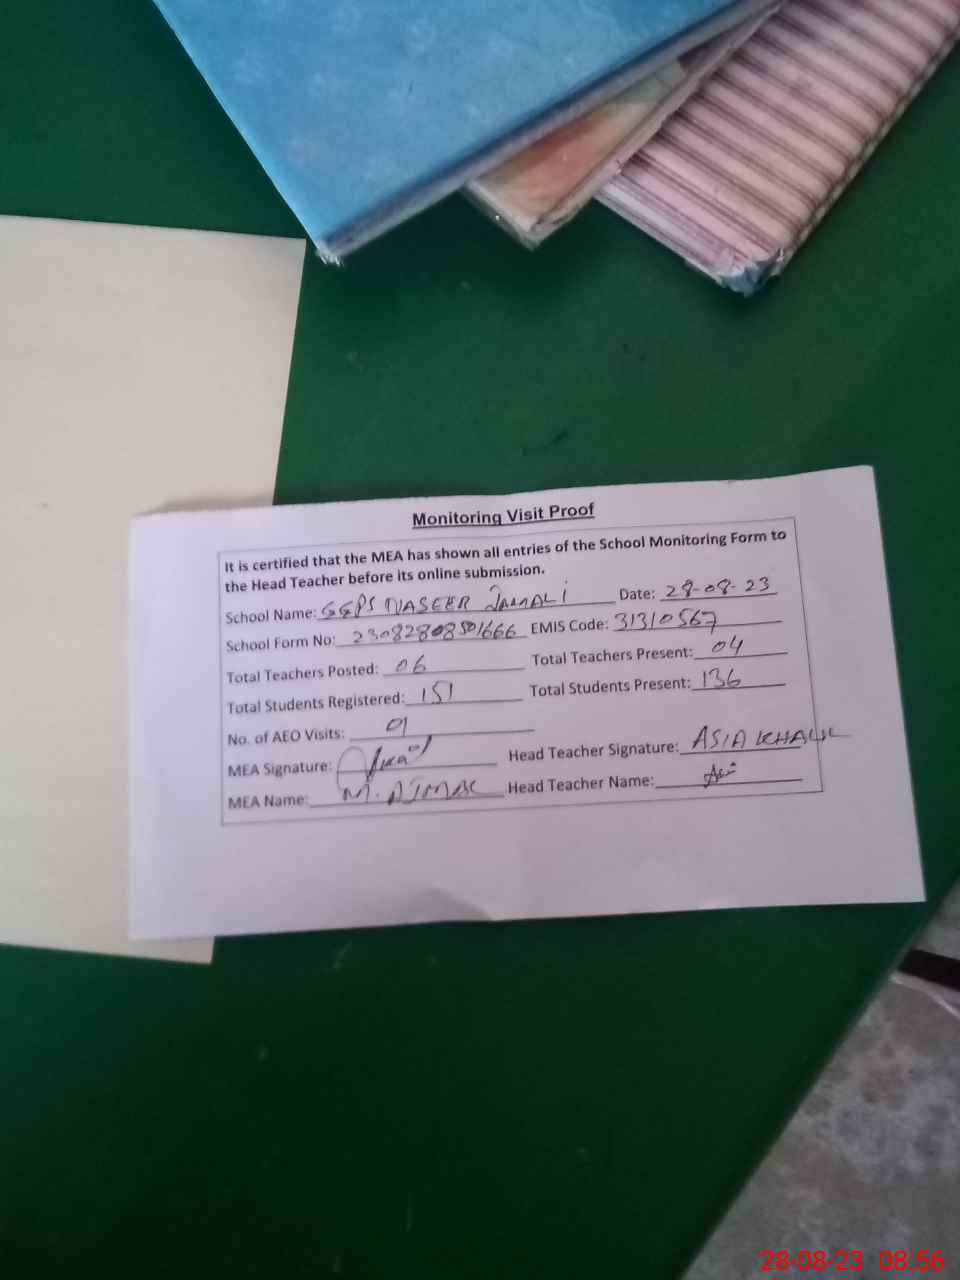 Monitoring Visit Proof
It is certified that the MEA has shown all entries of the School Monitoring Form to
the Head Teacher before its online submission.
School Name: GGPS NASEER JAMALI Date: 28-08-23
School Form No: 23082808501666 EMIS Code: 31310567
Total Teachers Posted: 06 Total Teachers Present: 04
Total Students Registered: 151 Total Students Present: 136
No. of AEO Visits: 01
MEA Signature: Head Teacher Signature: ASIA KHALIL
MEA Name: M. AJMAL Head Teacher Name:
28-08-23 08:56